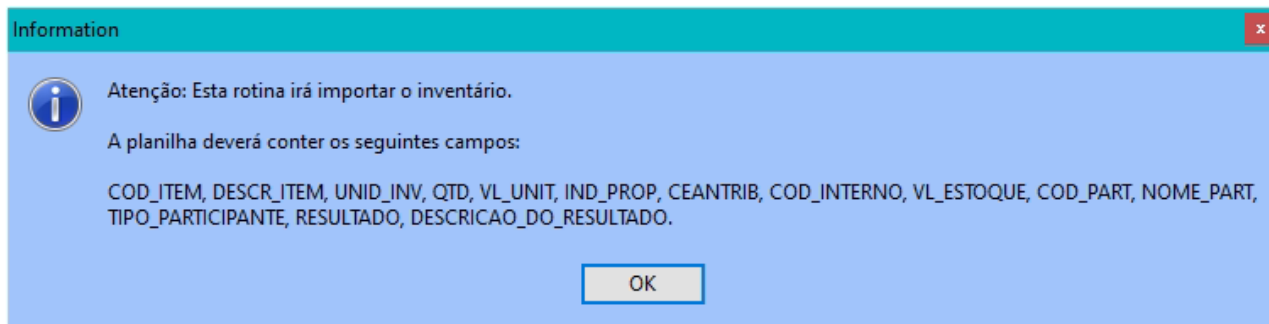 Information
x
Atenção: Esta rotina irá importar o inventário.
A planilha deverá conter os seguintes campos:
COD_ITEM, DESCR_ITEM, UNID_INV, QTD, VL_UNIT, IND_PROP, CEANTRIB, COD_INTERNO, VL_ESTOQUE, COD_PART, NOME_PART,
TIPO_PARTICIPANTE, RESULTADO, DESCRICAO_DO_RESULTADO.
OK